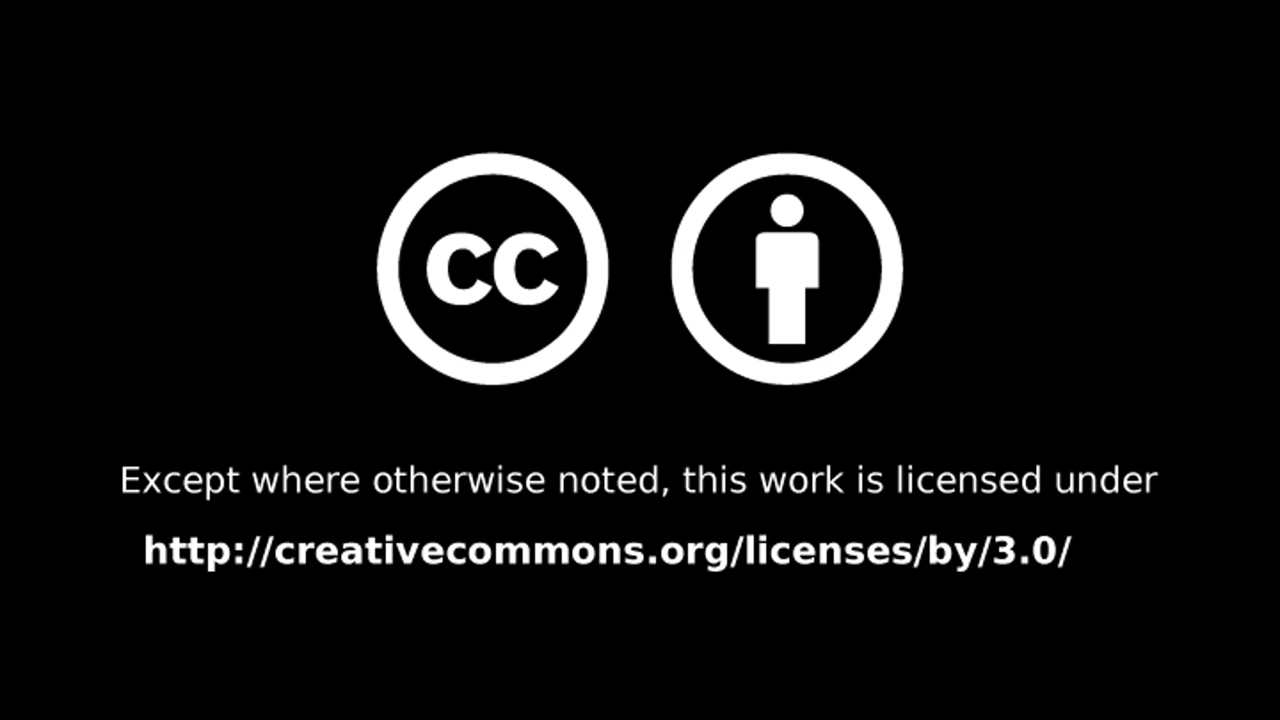 cc
Except where otherwise noted, this work is licensed under
http://creativecommons.org/licenses/by/3.0/